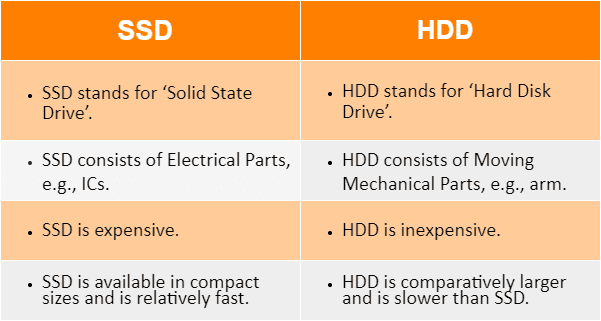 SSD
HDD
• SSD stands for ‘Solid State
Drive’.
• HDD stands for ‘Hard Disk
Drive’.
• SSD consists of Electrical Parts,
e.g., ICs.
• HDD consists of Moving
Mechanical Parts, e.g., arm.
• SSD is expensive.
• HDD is inexpensive.
• SSD is available in compact
sizes and is relatively fast.
• HDD is comparatively larger
and is slower than SSD.